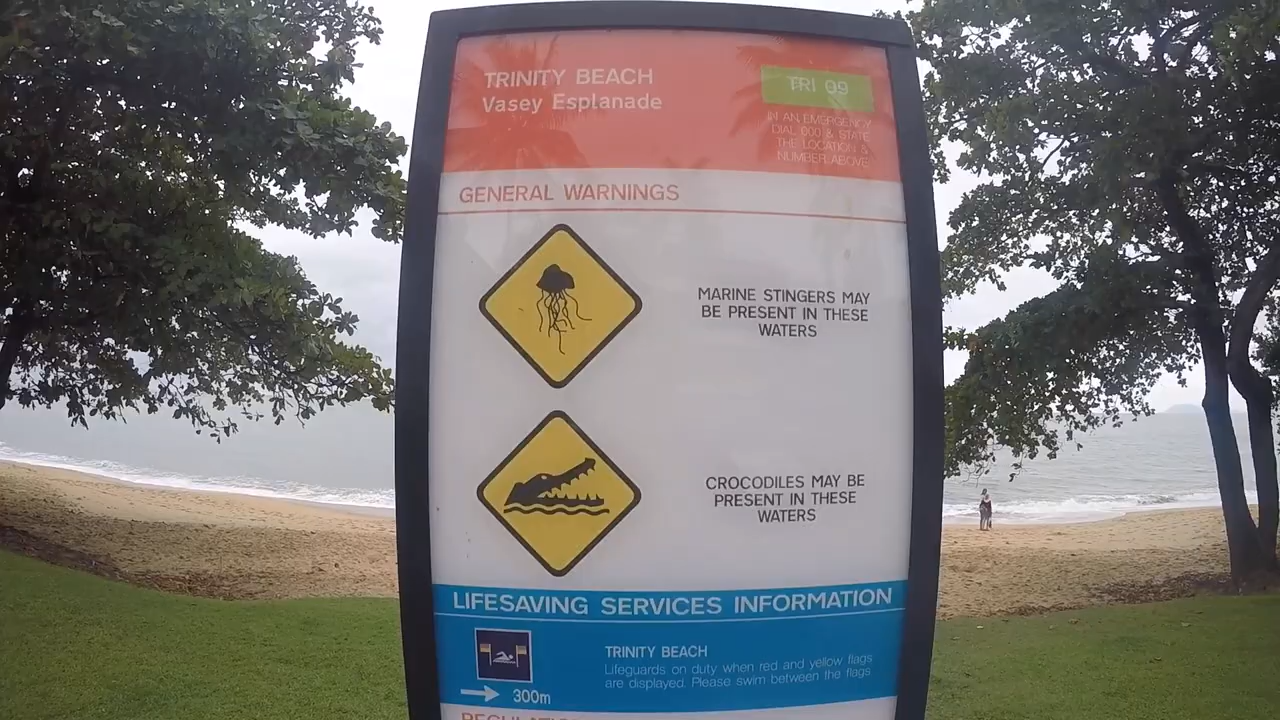 TRINITY BEACH
Vasey Esplanade
TRI 09
IN AN EMERGENCY
DIAL 000 & STATE
THE LOCATION &
NUMBER ABOVE
GENERAL WARNINGS
MARINE STINGERS MAY
BE PRESENT IN THESE
WATERS
CROCODILES MAY BE
PRESENT IN THESE
WATERS
LIFESAVING SERVICES INFORMATION
TRINITY BEACH
Lifeguards on duty when red and yellow flags
are displayed. Please swim between the flags
300m